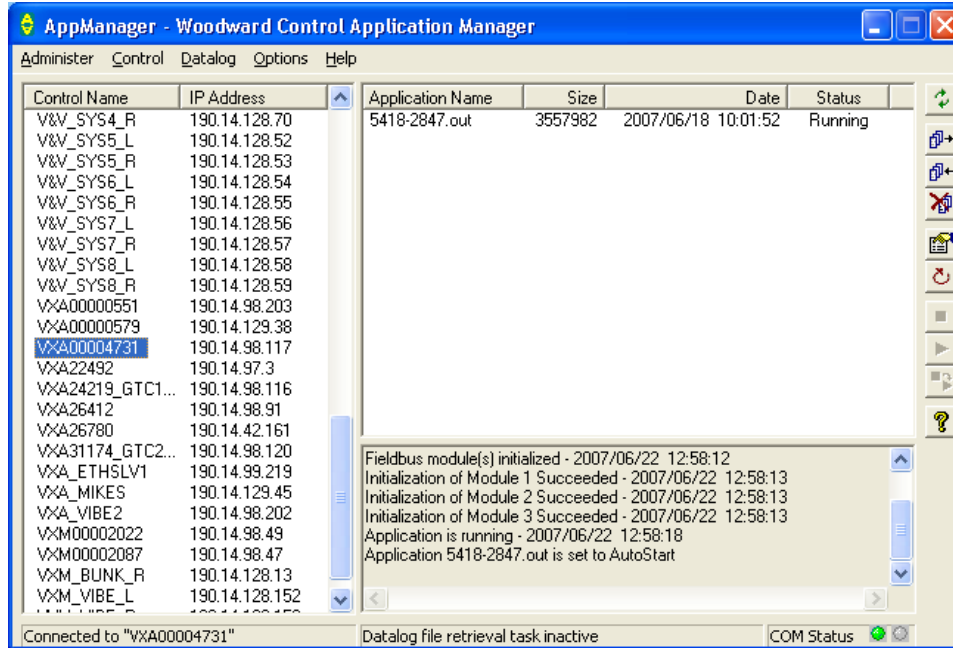 AppManager - Woodward Control Application Manager
Administer Control Datalog Options Help
Control Name IP Address
V&V_SYS4_R 190.14.128.70
V&V_SYS5_L 190.14.128.52
V&V_SYS5_R 190.14.128.53
V&V_SYS6_L 190.14.128.54
V&V_SYS6_R 190.14.128.55
V&V_SYS7_L 190.14.128.56
V&V_SYS7_R 190.14.128.57
V&V_SYS8_L 190.14.128.58
V&V_SYS8_R 190.14.128.59
VXA00000551 190.14.98.203
VXA00000579 190.14.129.38
VXA00004731 190.14.98.117
VXA22492 190.14.97.3
VXA24219_GTC1... 190.14.98.116
VXA26412 190.14.98.91
VXA26780 190.14.42.161
VXA31174_GTC2... 190.14.98.120
VXA_ETHSLV1 190.14.99.219
VXA_MIKES 190.14.129.45
VXA_VIBE2 190.14.98.202
VXM00002022 190.14.98.49
VXM00002087 190.14.98.47
VXM_BUNK_R 190.14.128.13
VXM_VIBE_L 190.14.128.152
Application Name Size Date Status
5418-2847.out 3557982 2007/06/18 10:01:52 Running
Fieldbus module(s) initialized - 2007/06/22 12:58:12
Initialization of Module 1 Succeeded - 2007/06/22 12:58:13
Initialization of Module 2 Succeeded - 2007/06/22 12:58:13
Initialization of Module 3 Succeeded - 2007/06/22 12:58:13
Application is running - 2007/06/22 12:58:18
Application 5418-2847.out is set to AutoStart
Connected to "VXA00004731" Datalog file retrieval task inactive COM Status